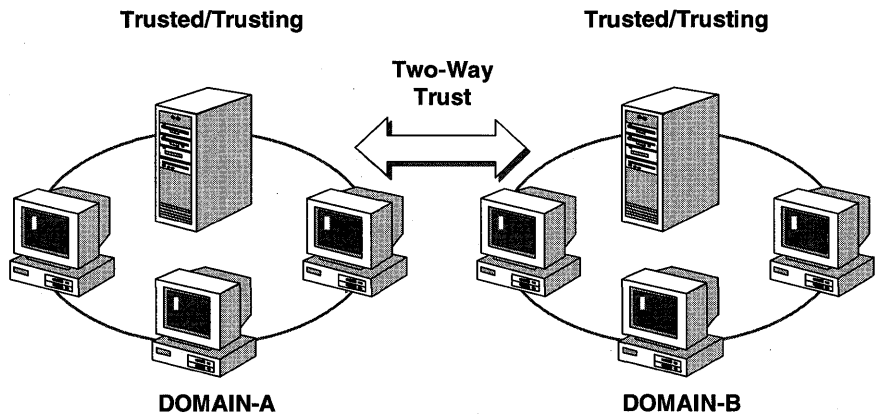 Trusted/Trusting
Trusted/Trusting
Two-Way
Trust
DOMAIN-A
DOMAIN-B